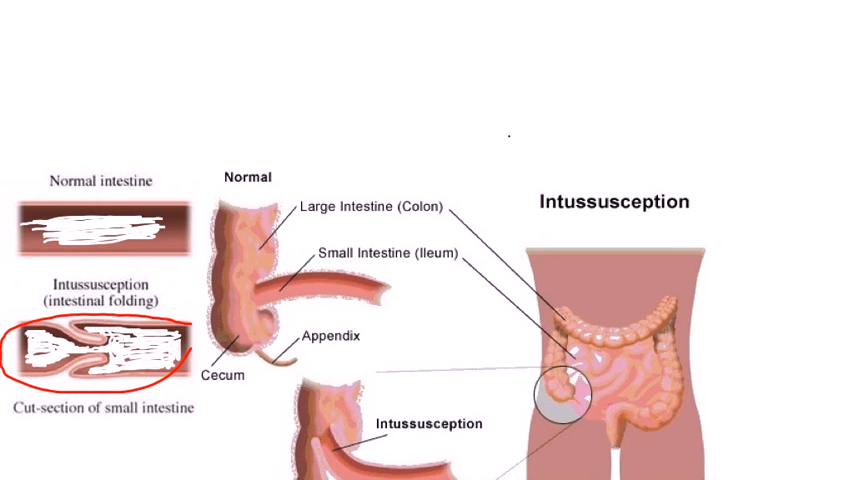 Normal intestine
Intussusception
(intestinal folding)
Cut-section of small intestine
Normal
Large Intestine (Colon)
Small Intestine (Ileum)
Appendix
Cecum
Intussusception
Intussusception